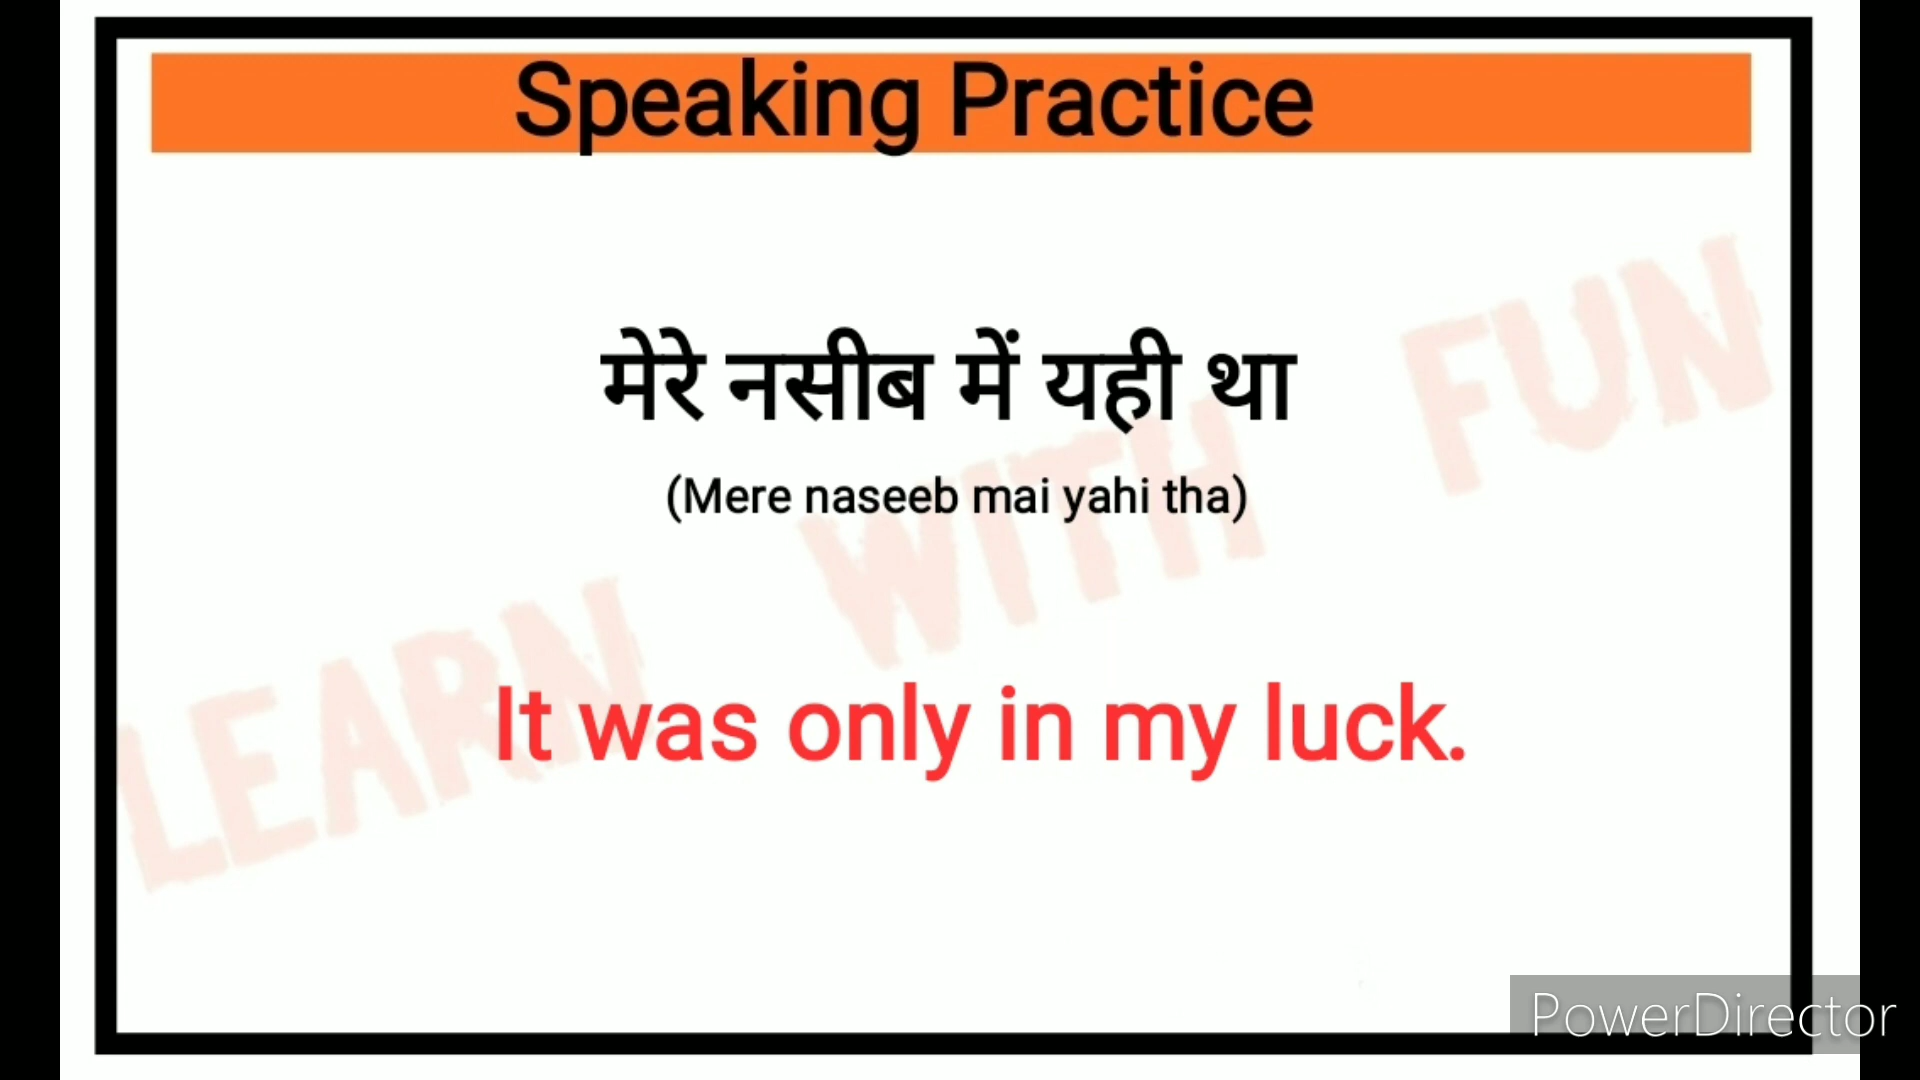 Speaking Practice
मेरे नसीब में यही था
(Mere naseeb mai yahi tha)
It was only in my luck.
LEARN WITH FUN
PowerDirector